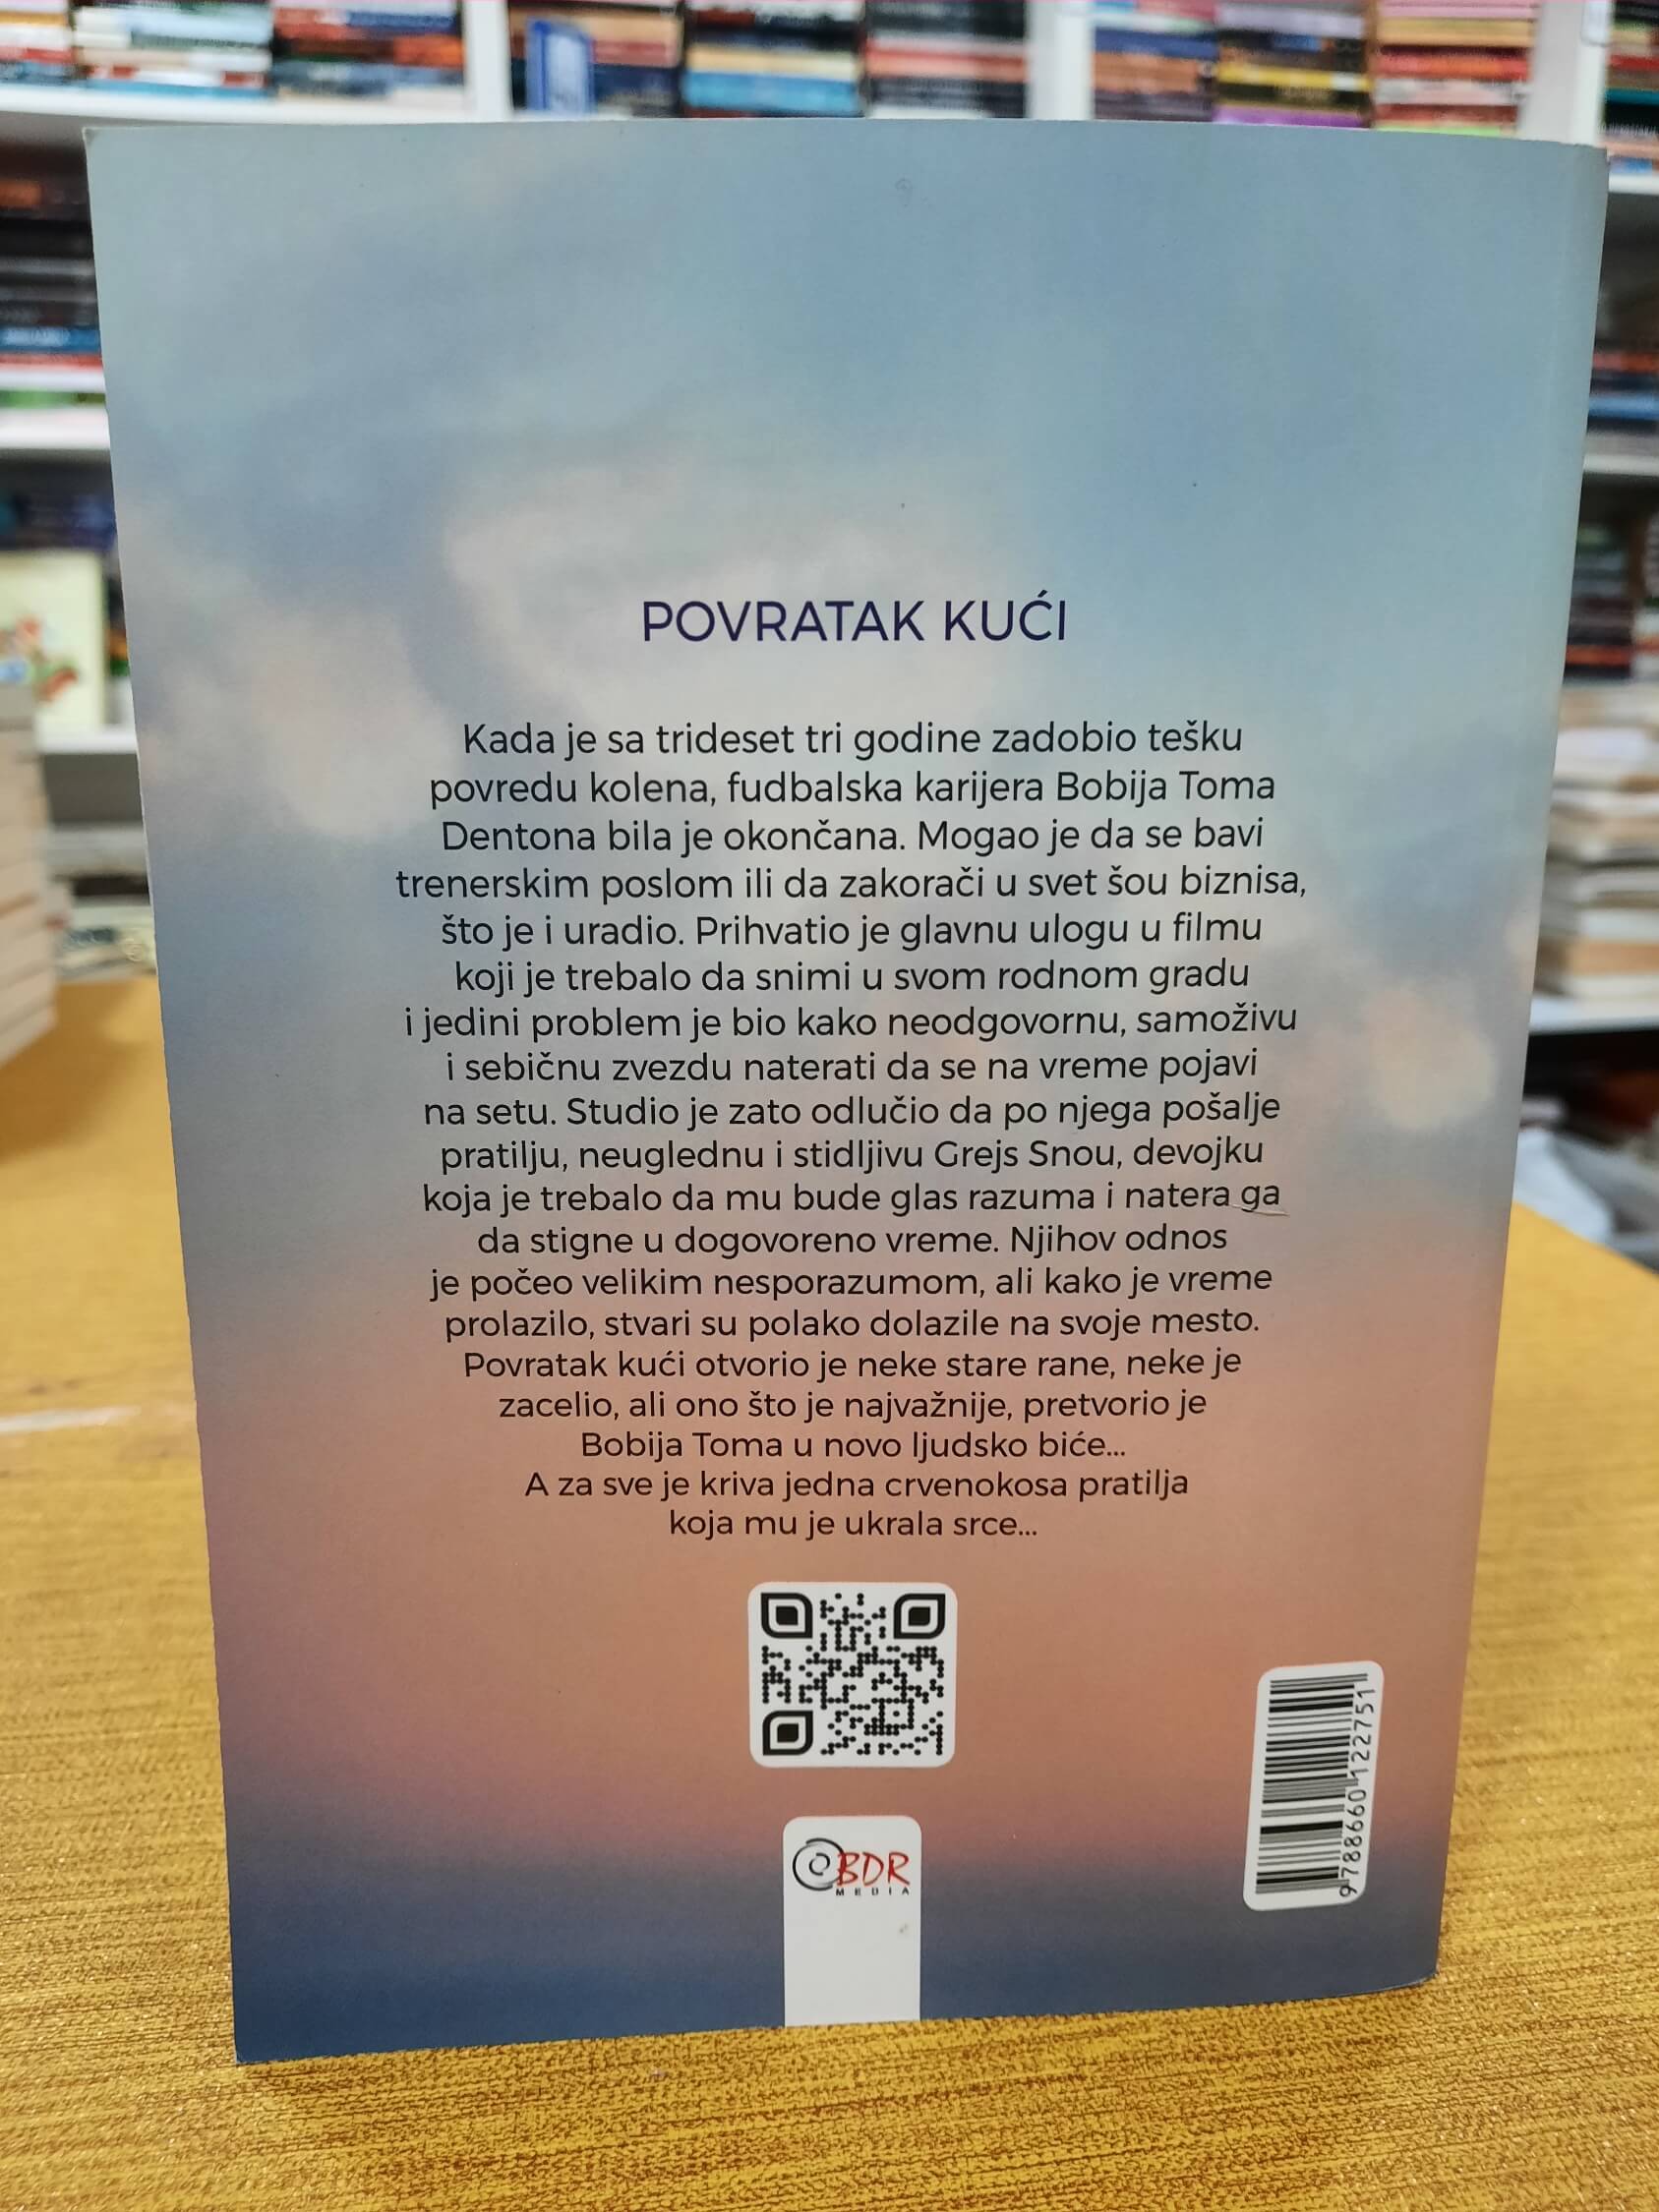 POVRATAK KUĆI
Kada je sa trideset tri godine zadobio tešku
povredu kolena, fudbalska karijera Bobija Toma
Dentona bila je okončana. Mogao je da se bavi
trenerskim poslom ili da zakorači u svet šou biznisa,
što je i uradio. Prihvatio je glavnu ulogu u filmu
koji je trebalo da snimi u svom rodnom gradu
i jedini problem je bio kako neodgovornu, samoživu
i sebičnu zvezdu naterati da se na vreme pojavi
na setu. Studio je zato odlučio da po njega pošalje
pratilju, neuglednu i stidljivu Grejs Snou, devojku
koja je trebalo da mu bude glas razuma i natera ga
da stigne u dogovoreno vreme. Njihov odnos
je počeo velikim nesporazumom, ali kako je vreme
prolazilo, stvari su polako dolazile na svoje mesto.
Povratak kući otvorio je neke stare rane, neke je
zacelio, ali ono što je najvažnije, pretvorio je
Bobija Toma u novo ljudsko biće...
A za sve je kriva jedna crvenokosa pratilja
koja mu je ukrala srce...
BDR
MEDIA
9788660122751